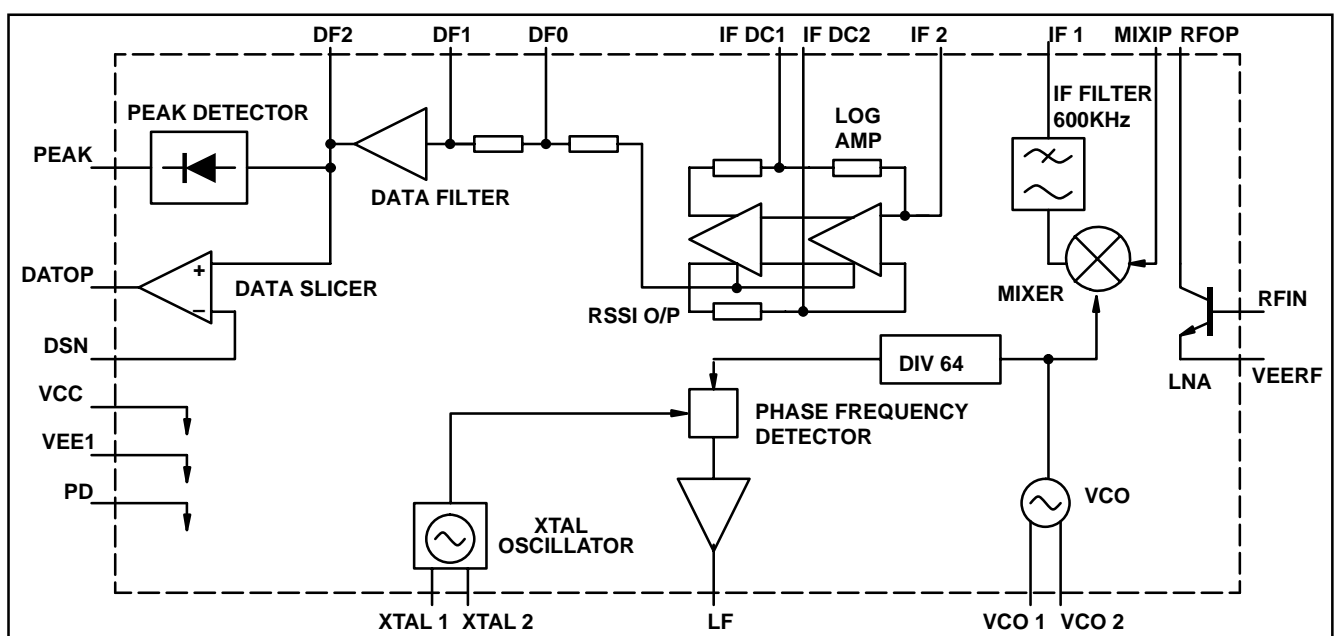 DF2 DF1 DF0 IF DC1 IF DC2 IF 2 IF 1 MIXIP RFOP
PEAK DETECTOR
LOG
AMP
IF FILTER
600KHz
PEAK
DATA FILTER
DATOP
+
−
DATA SLICER
MIXER
RSSI O/P
RFIN
DSN
DIV 64
LNA
VEERF
VCC
PHASE FREQUENCY
DETECTOR
VEE1
PD
VCO
XTAL
OSCILLATOR
XTAL 1 XTAL 2 LF VCO 1 VCO 2